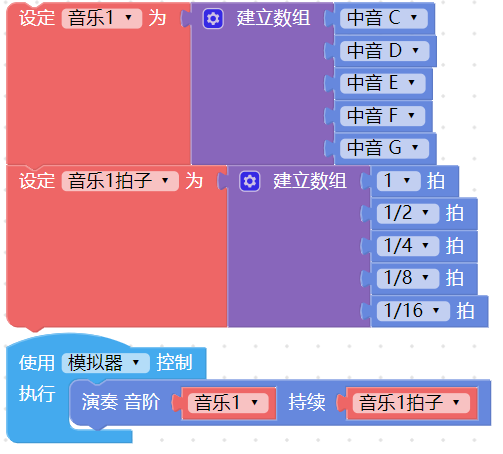 设定 音乐1 为 建立数组 中音 C
中音 D
中音 E
中音 F
中音 G
设定 音乐1拍子 为 建立数组 1 拍
1/2 拍
1/4 拍
1/8 拍
1/16 拍
使用 模拟器 控制
执行 演奏 音阶 音乐1 持续 音乐1拍子